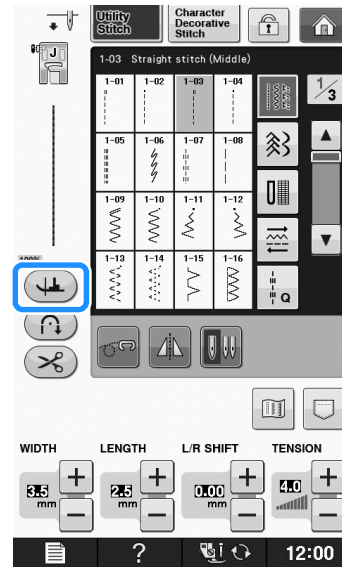 Utility
Stitch
Character
Decorative
Stitch
J
1-03 Straight stitch (Middle)
1/3
1-01 1-02 1-03 1-04
1-05 1-06 1-07 1-08
1-09 1-10 1-11 1-12
1-13 1-14 1-15 1-16
Q
WIDTH LENGTH L/R SHIFT TENSION
3.5 mm + − 2.5 mm + − 0.00 mm + − 4.0 + −
? 12:00